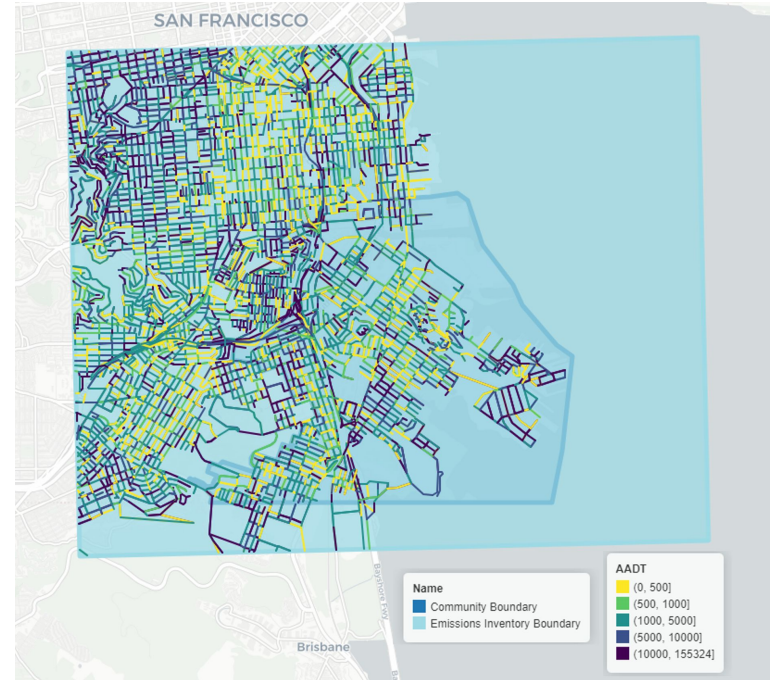 SAN FRANCISCO
Bayshore Fwy
Brisbane
Name
Community Boundary
Emissions Inventory Boundary
AADT
(0, 500]
(500, 1000]
(1000, 5000]
(5000, 10000]
(10000, 155324]